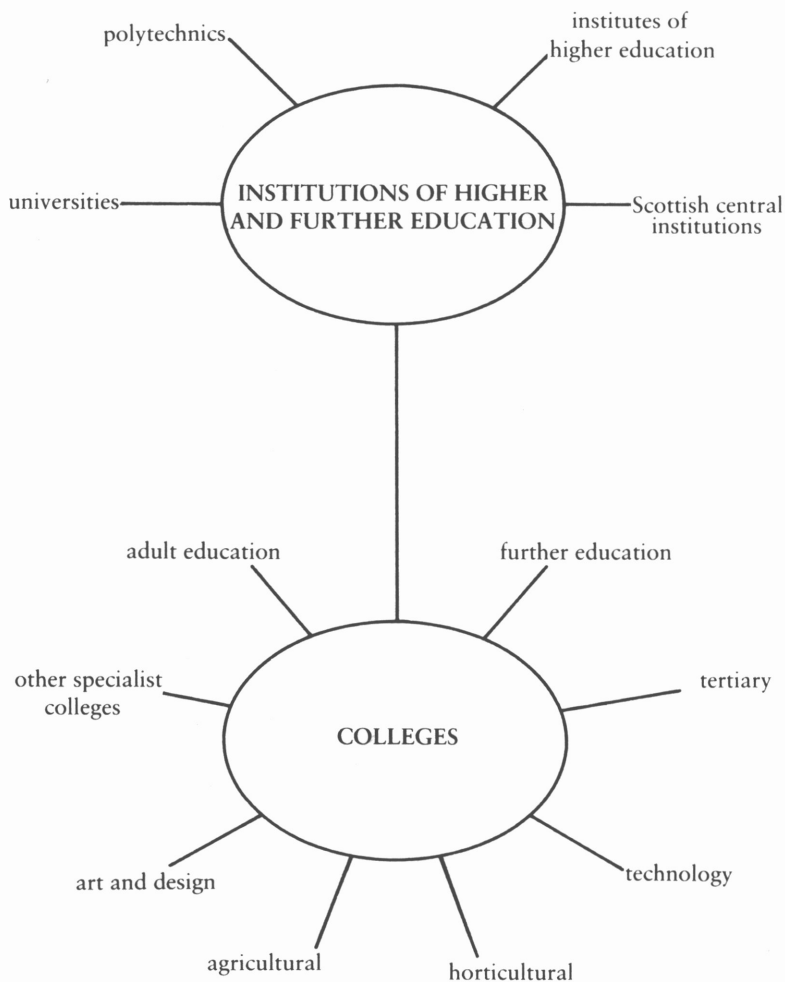 polytechnics
institutes of
higher education
universities
INSTITUTIONS OF HIGHER
AND FURTHER EDUCATION
Scottish central
institutions
adult education
further education
other specialist
colleges
tertiary
COLLEGES
art and design
technology
agricultural
horticultural